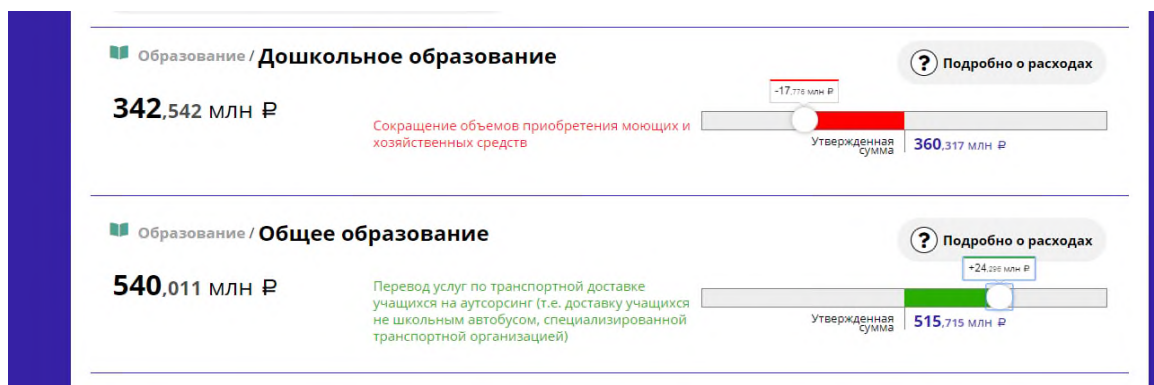 Образование / Дошкольное образование
? Подробно о расходах
342,542 млн ₽
-17,776 млн ₽
Сокращение объемов приобретения моющих и
хозяйственных средств
Утвержденная
сумма
360,317 млн ₽
Образование / Общее образование
? Подробно о расходах
540,011 млн ₽
+24,296 млн ₽
Перевод услуг по транспортной доставке
учащихся на аутсорсинг (т.е. доставку учащихся
не школьным автобусом, специализированной
транспортной организацией)
Утвержденная
сумма
515,715 млн ₽